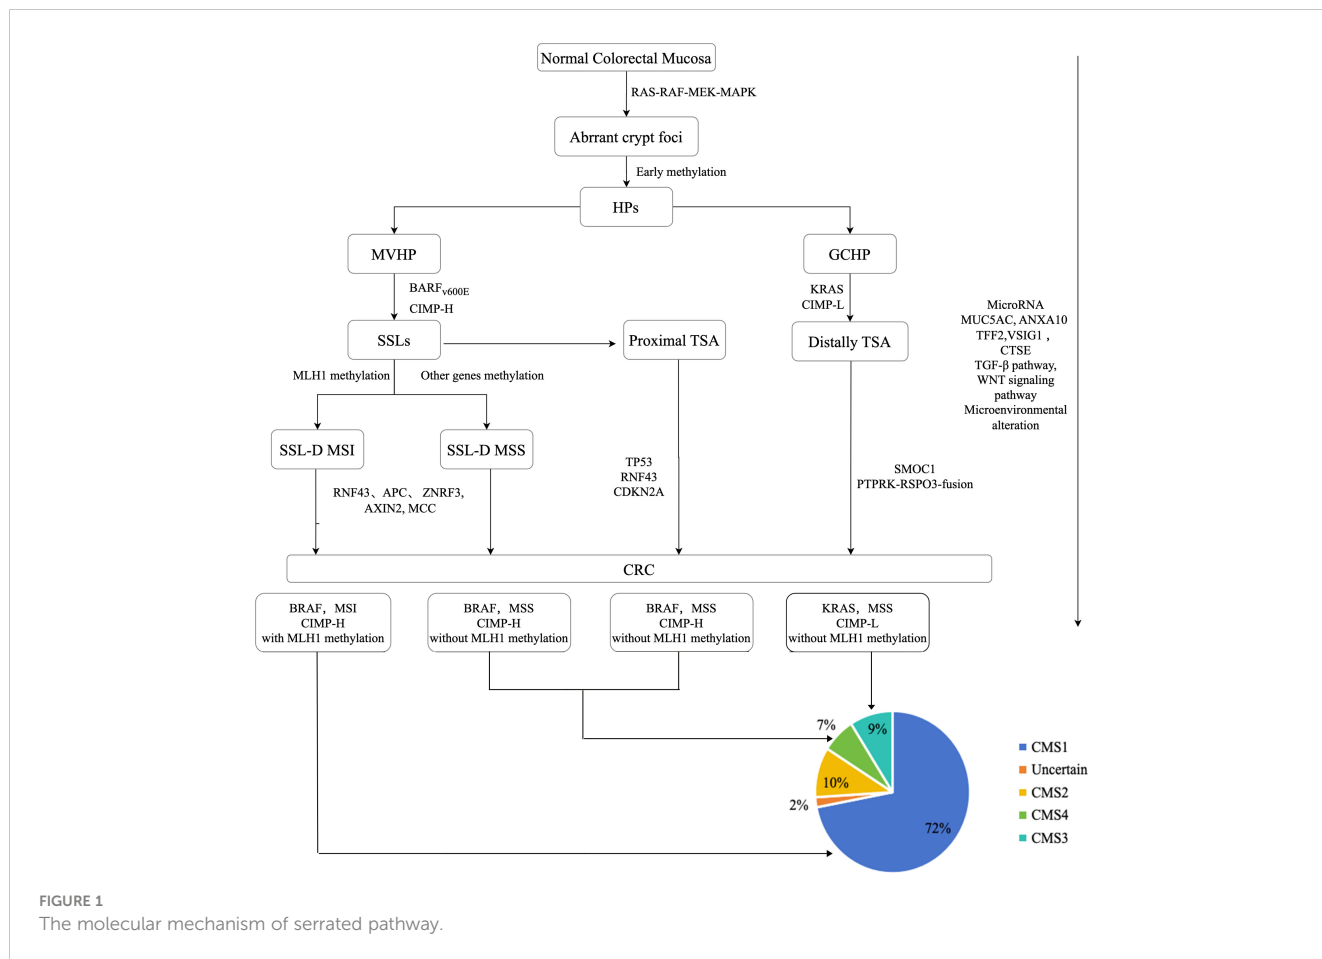 Normal Colorectal Mucosa
RAS-RAF-MEK-MAPK
Abrrant crypt foci
Early methylation
HPs
MVHP
GCHP
BARFv600E
CIMP-H
KRAS
CIMP-L
SSLs
Proximal TSA
Distally TSA
MLH1 methylation
Other genes methylation
SSL-D MSI
SSL-D MSS
RNF43、APC、 ZNRF3,
AXIN2, MCC
TP53
RNF43
CDKN2A
SMOC1
PTPRK-RSPO3-fusion
MicroRNA
MUC5AC, ANXA10
TFF2,VSIG1 ,
CTSE
TGF-β pathway,
WNT signaling
pathway
Microenvironmental
alteration
CRC
BRAF，MSI
CIMP-H
with MLH1 methylation
BRAF，MSS
CIMP-H
without MLH1 methylation
BRAF，MSS
CIMP-H
without MLH1 methylation
KRAS，MSS
CIMP-L
without MLH1 methylation
7%
9%
10%
2%
72%
CMS1
Uncertain
CMS2
CMS4
CMS3
FIGURE 1
The molecular mechanism of serrated pathway.